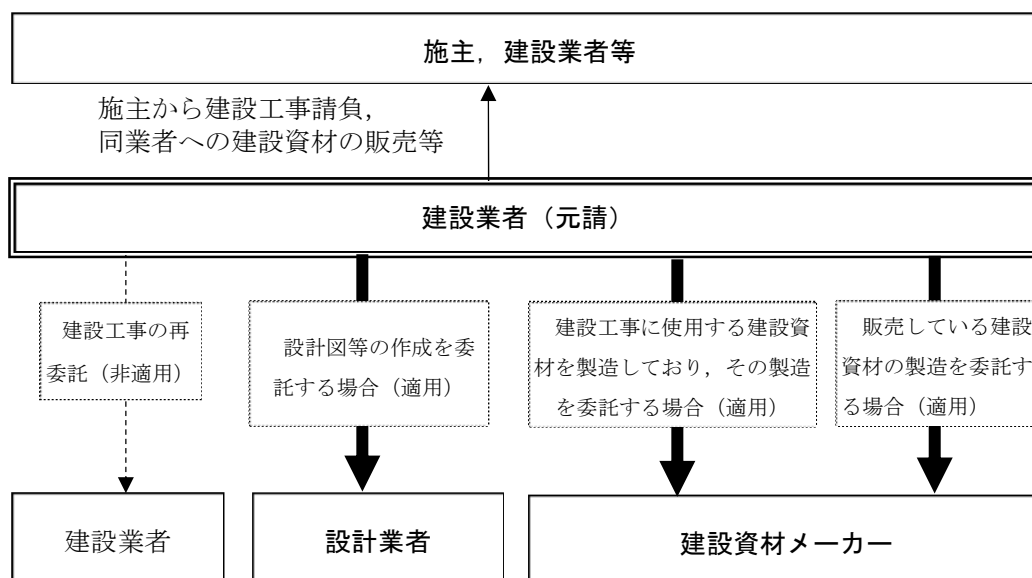 施主，建設業者等
施主から建設工事請負，
同業者への建設資材の販売等
建設業者（元請）
建設工事の再
委託（非適用）
設計図等の作成を委
託する場合（適用）
建設工事に使用する建設資
材を製造しており，その製造
を委託する場合（適用）
販売している建設
資材の製造を委託す
る場合（適用）
建設業者
設計業者
建設資材メーカー